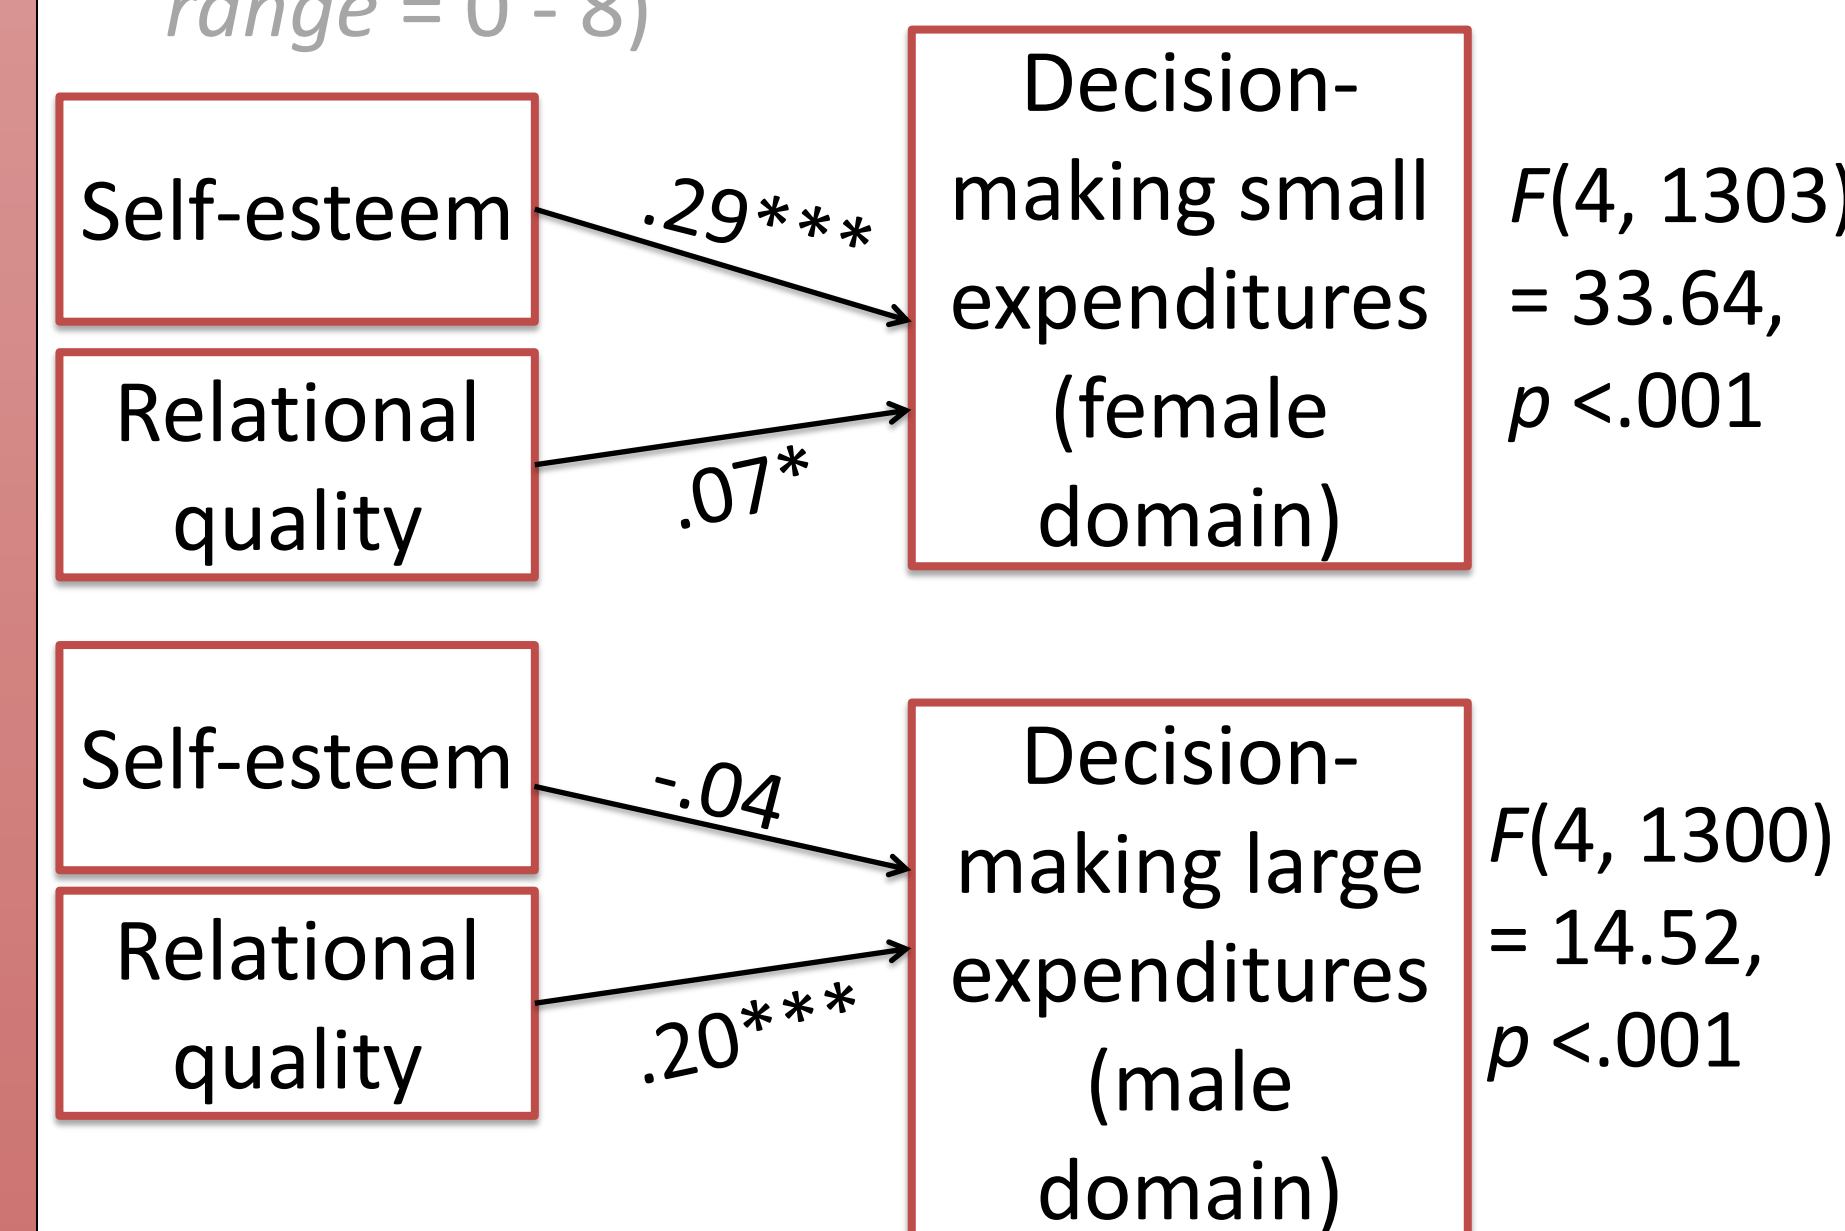 range = 0 - 8)
Self-esteem
.29***
Relational
quality
.07*
Decision-
making small
expenditures
(female
domain)
F(4, 1303)
= 33.64,
p <.001
Self-esteem
-.04
Relational
quality
.20***
Decision-
making large
expenditures
(male
domain)
F(4, 1300)
= 14.52,
p <.001